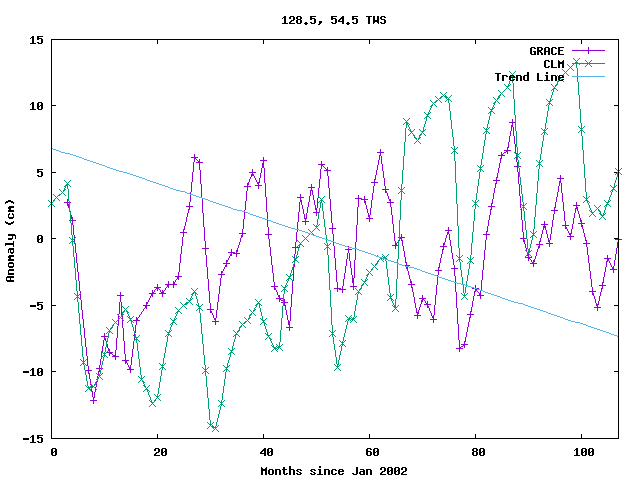 128.5, 54.5 TWS
GRACE
CLM
Trend Line
15
10
5
0
-5
-10
-15
Anomaly (cm)
0 20 40 60 80 100
Months since Jan 2002